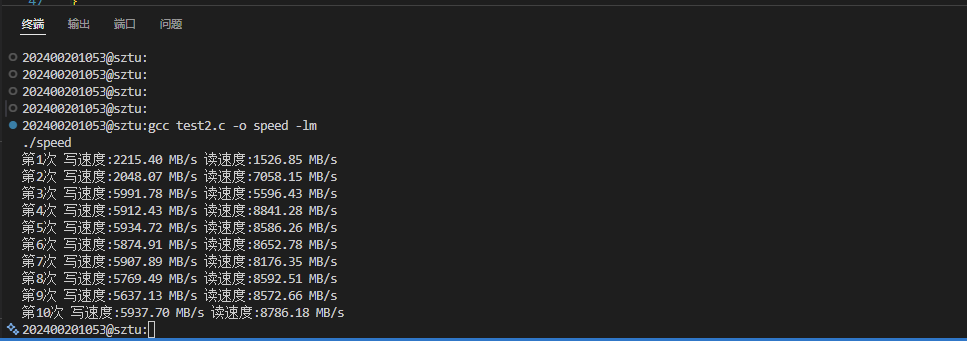 47 }
终端 输出 端口 问题
202400201053@sztu:
202400201053@sztu:
202400201053@sztu:
202400201053@sztu:
202400201053@sztu:gcc test2.c -o speed -lm
./speed
第1次 写速度:2215.40 MB/s 读速度:1526.85 MB/s
第2次 写速度:2048.07 MB/s 读速度:7058.15 MB/s
第3次 写速度:5991.78 MB/s 读速度:5596.43 MB/s
第4次 写速度:5912.43 MB/s 读速度:8841.28 MB/s
第5次 写速度:5934.72 MB/s 读速度:8586.26 MB/s
第6次 写速度:5874.91 MB/s 读速度:8652.78 MB/s
第7次 写速度:5907.89 MB/s 读速度:8176.35 MB/s
第8次 写速度:5769.49 MB/s 读速度:8592.51 MB/s
第9次 写速度:5637.13 MB/s 读速度:8572.66 MB/s
第10次 写速度:5937.70 MB/s 读速度:8786.18 MB/s
202400201053@sztu: